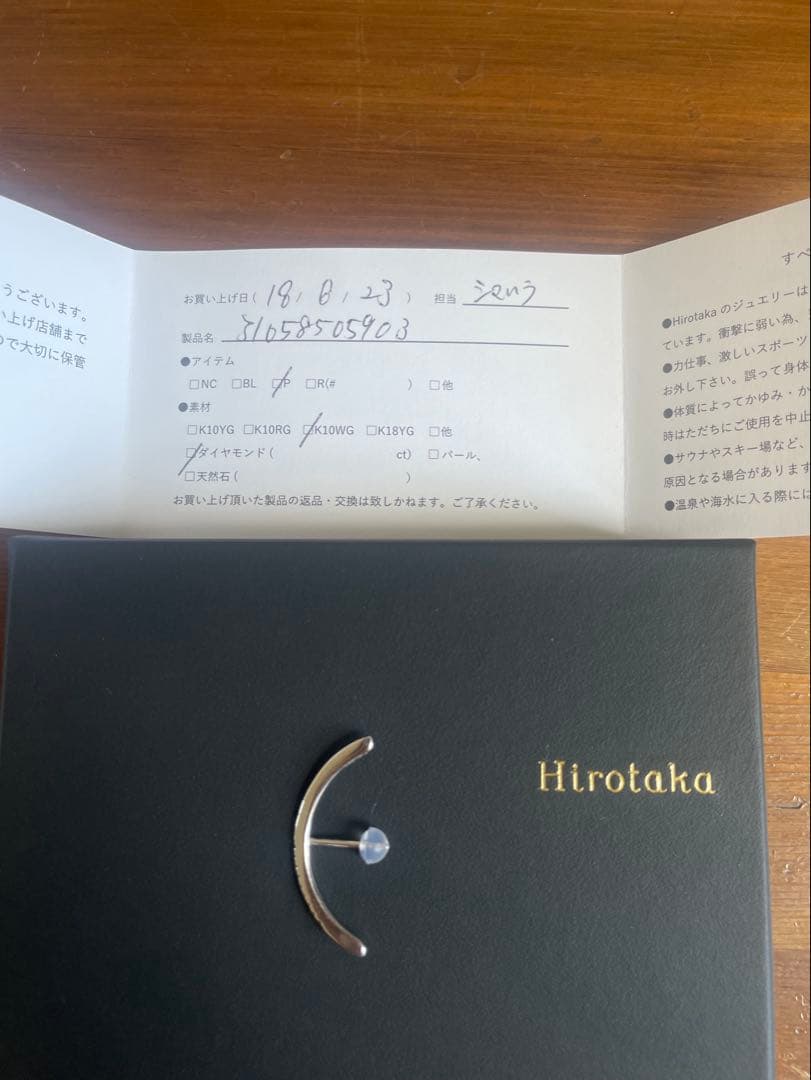 うございます。
い上げ店舗まで
ので大切に保管
お買い上げ日( 18, 6, 23 ) 担当
製品名 31058505903
●アイテム
□NC □BL □P □R(# ) □他
●素材
□K10YG □K10RG □K10WG □K18YG □他
□ダイヤモンド( ct) □パール、
□天然石( )
お買い上げ頂いた製品の返品・交換は致しかねます。ご了承ください。
すべ
●Hirotaka のジュエリーは
ています。衝撃に弱い為、
●力仕事、激しいスポーツ
お外し下さい。誤って身体
●体質によってかゆみ・か
時はただちにご使用を中止
●サウナやスキー場など、
原因となる場合があります
●温泉や海水に入る際には
Hirotaka